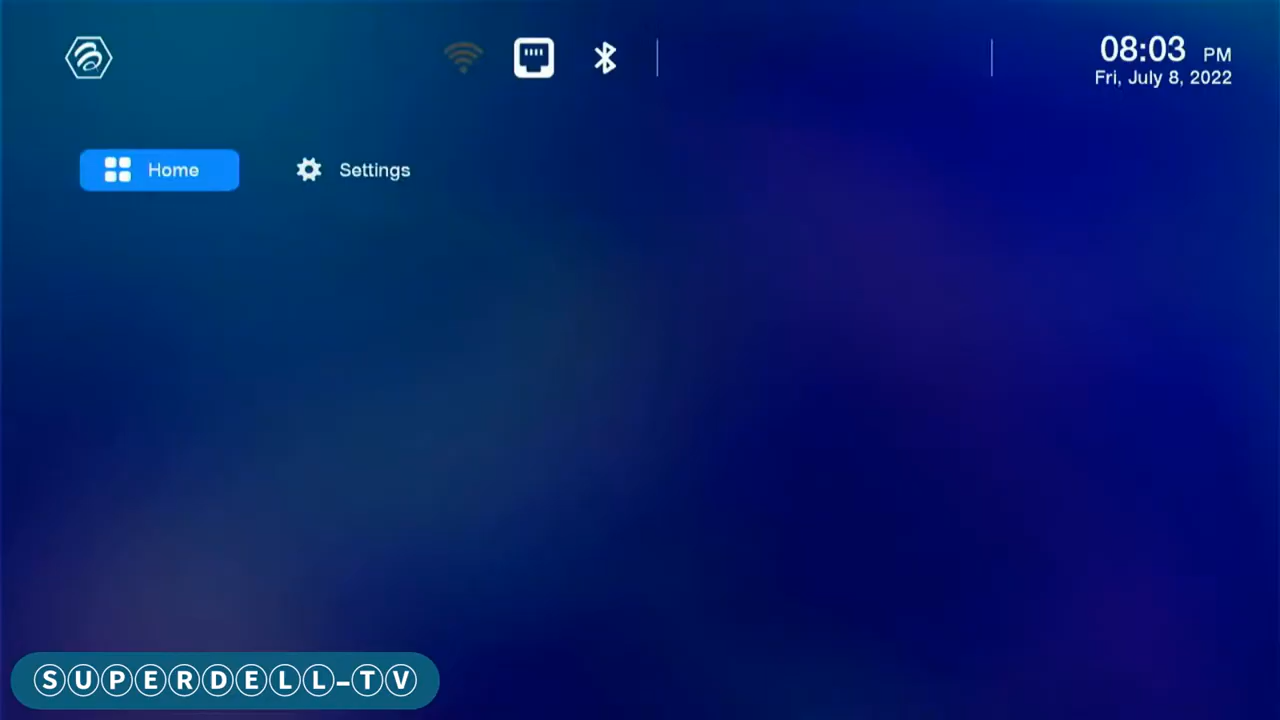 08:03 PM
Fri, July 8, 2022
Home
Settings
ⓈⓊⓅⒺⓇⒹⒺⓁⓁ-ⓉⓋ